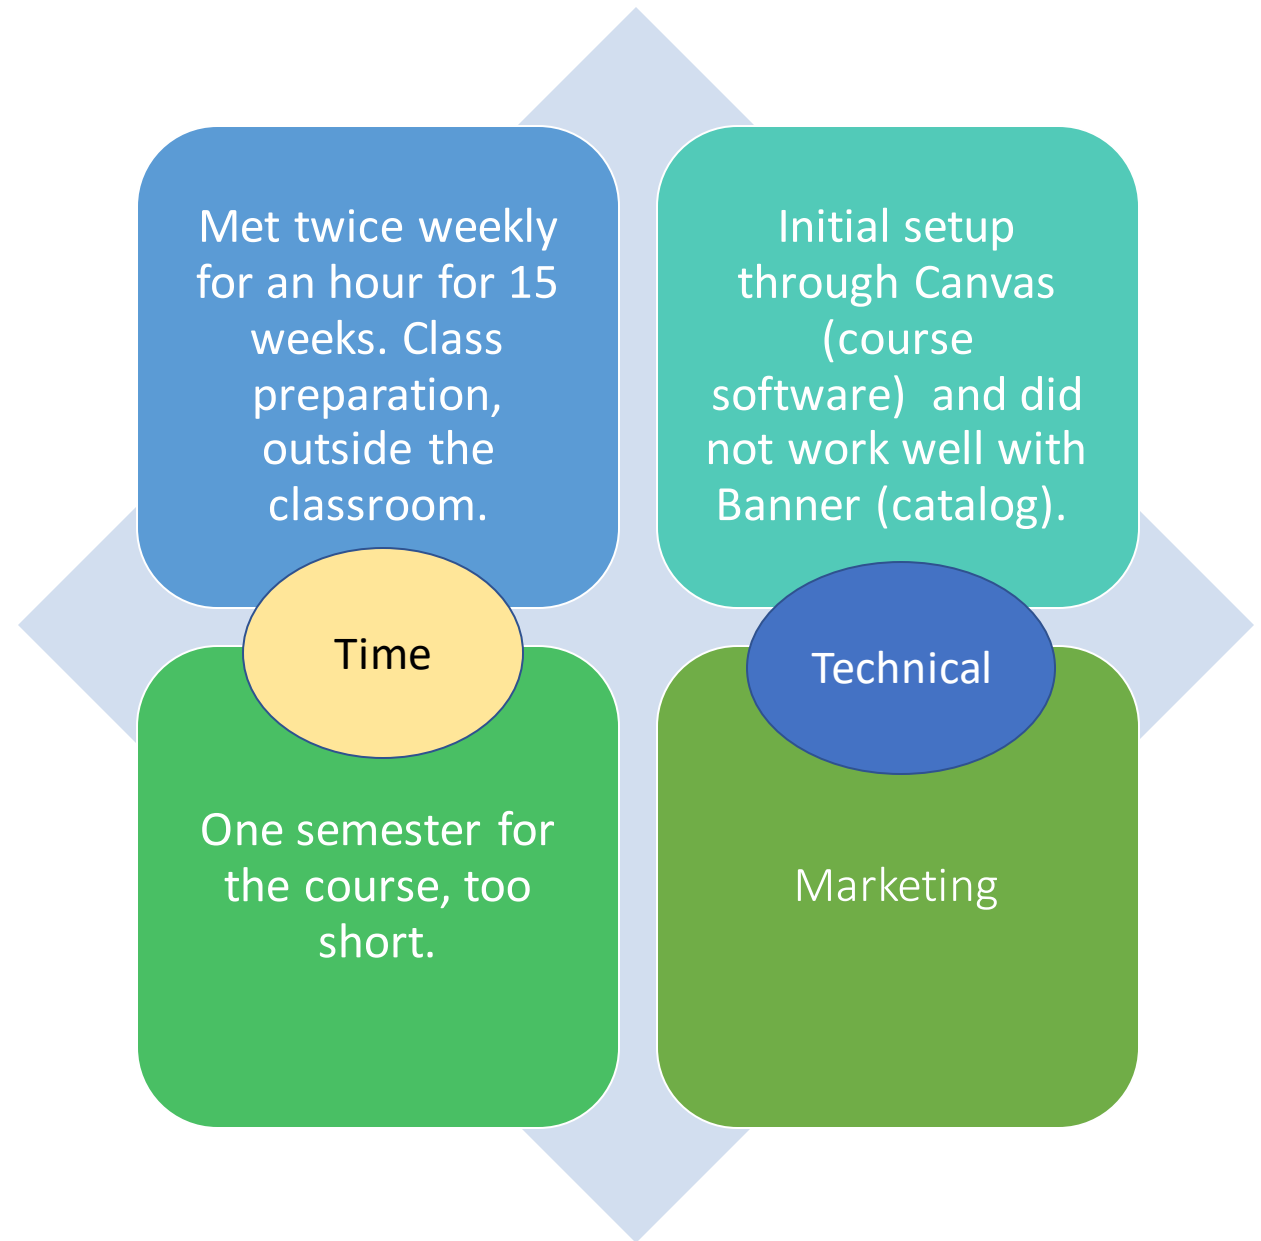 Met twice weekly
for an hour for 15
weeks. Class
preparation,
outside the
classroom.
Initial setup
through Canvas
(course
software)  and did
not work well with
Banner (catalog).
Time
Technical
One semester for
the course, too
short.
Marketing